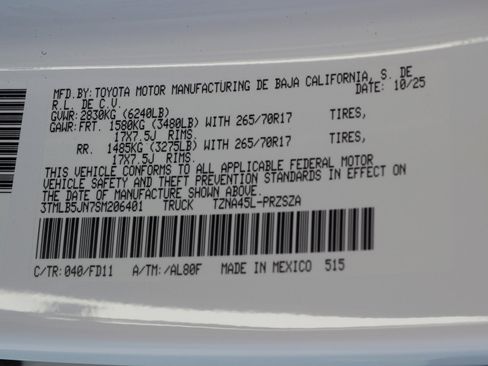 MFD.BY:TOYOTA MOTOR MANUFACTURING DE BAJA CALIFORNIA, S. DE
R.L. DE C.V. DATE: 10/25
GVWR:2830KG (6240LB)
GAWR:FRT. 1580KG (3480LB) WITH 265/70R17 TIRES,
17X7.5J RIMS.
RR. 1485KG (3275LB) WITH 265/70R17 TIRES,
17X7.5J RIMS.
THIS VEHICLE CONFORMS TO ALL APPLICABLE FEDERAL MOTOR
VEHICLE SAFETY AND THEFT PREVENTION STANDARDS IN EFFECT ON
THE DATE OF MANUFACTURE SHOWN ABOVE.
3TMLB5JN7SM206401 TRUCK TZNA45L-PRZSZA
C/TR:040/FD11 A/TM:/AL80F MADE IN MEXICO 515